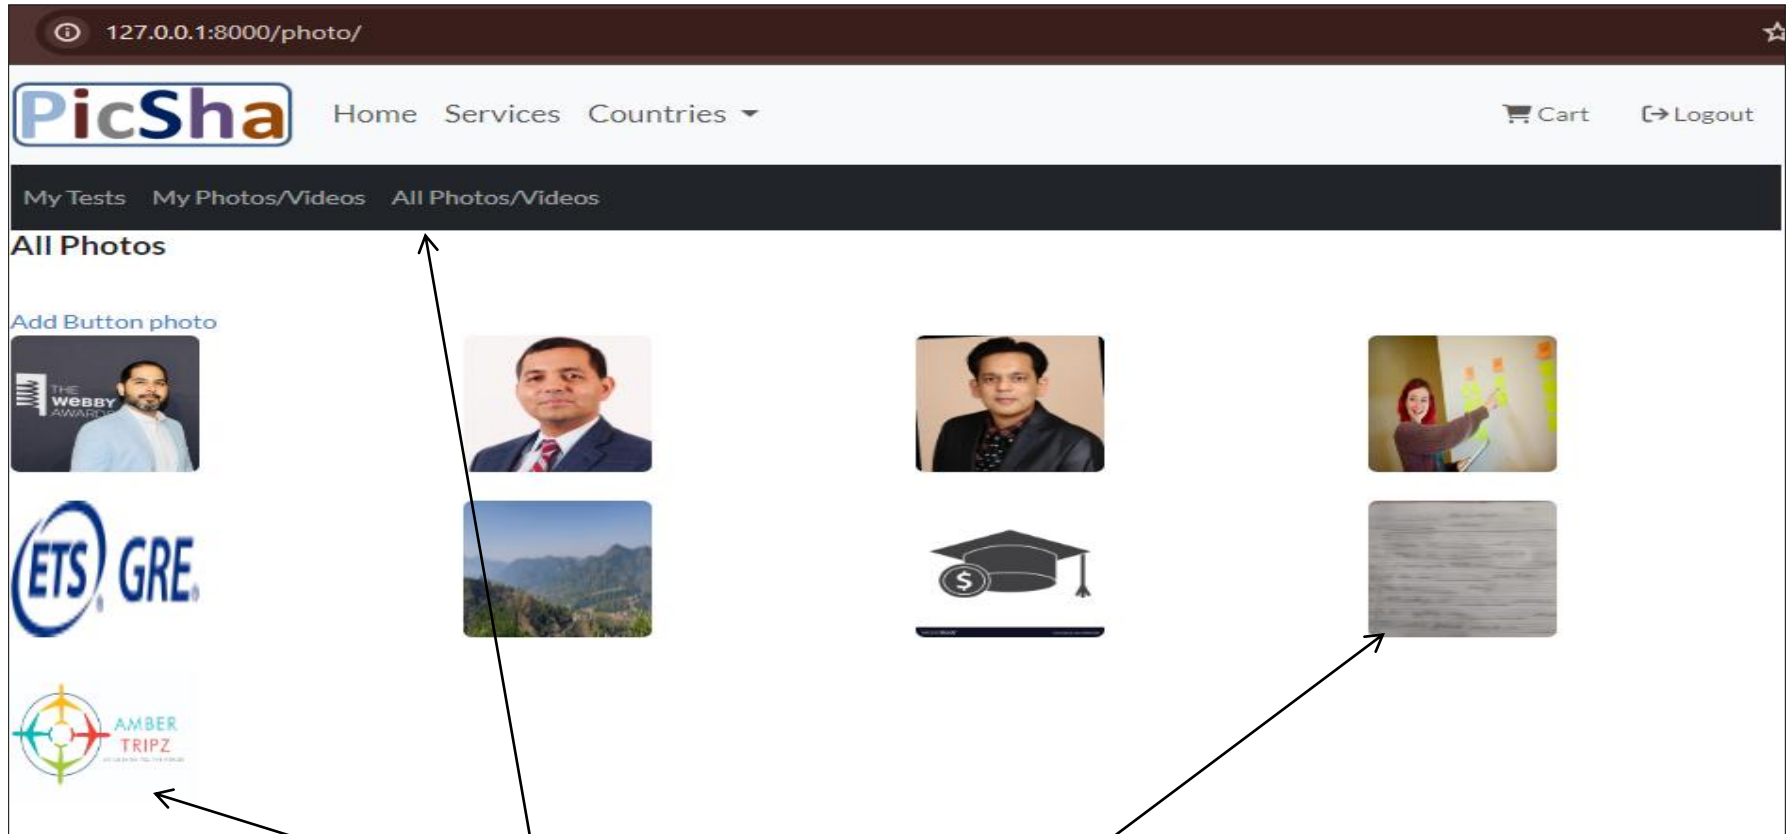 127.0.0.1:8000/photo/
PicSha Home Services Countries Cart Logout
My Tests My Photos/Videos All Photos/Videos
All Photos
Add Button photo
THE
WEBBY
AWARDS
ETS GRE
$
AMBER
TRIPZ